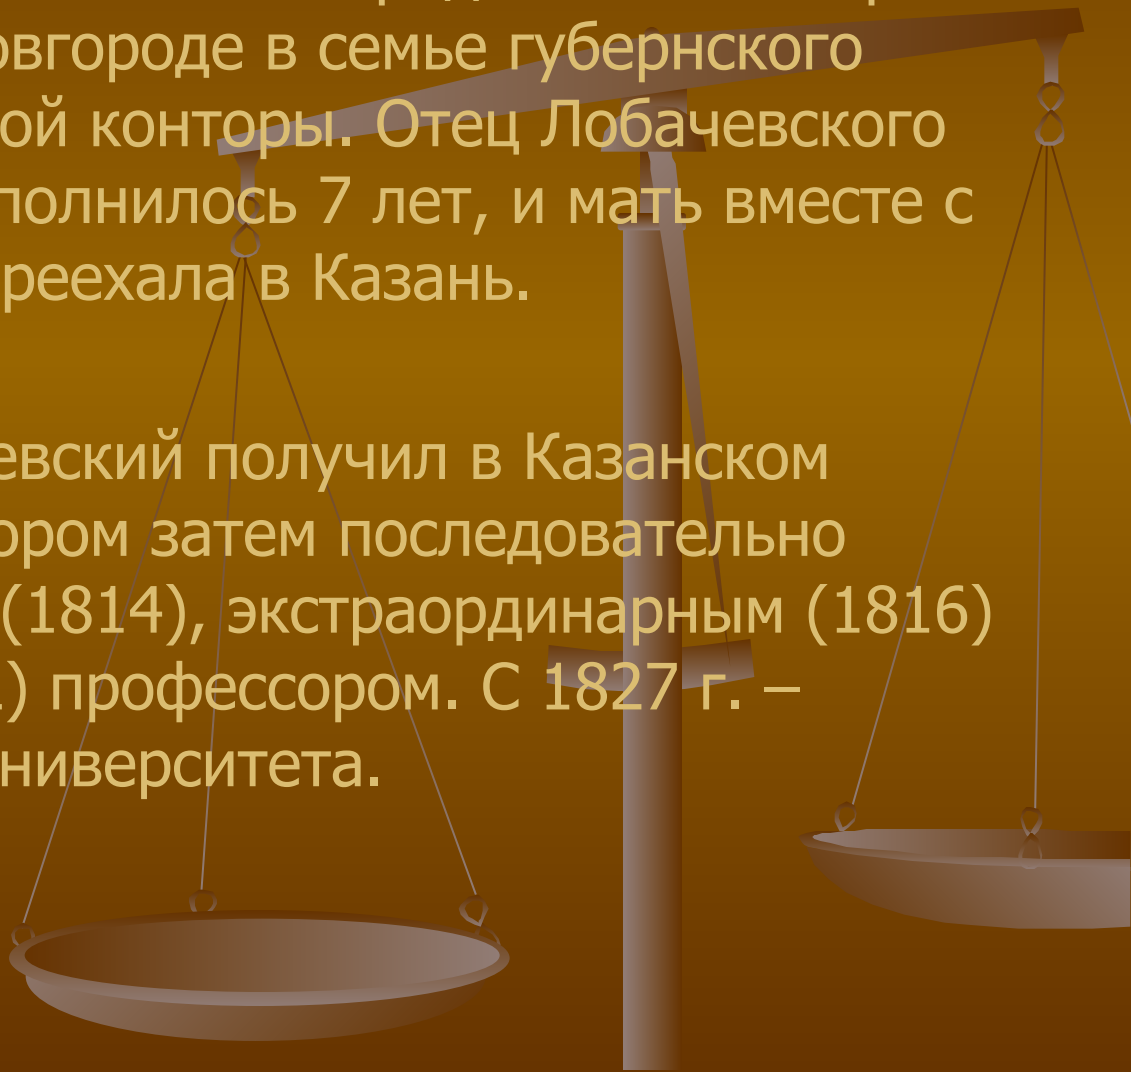 овгороде в семье губернского
ой конторы. Отец Лобачевского
полнилось 7 лет, и мать вместе с
реехала в Казань.
евский получил в Казанском
ором затем последовательно
(1814), экстраординарным (1816)
) профессором. С 1827 г. –
ниверситета.